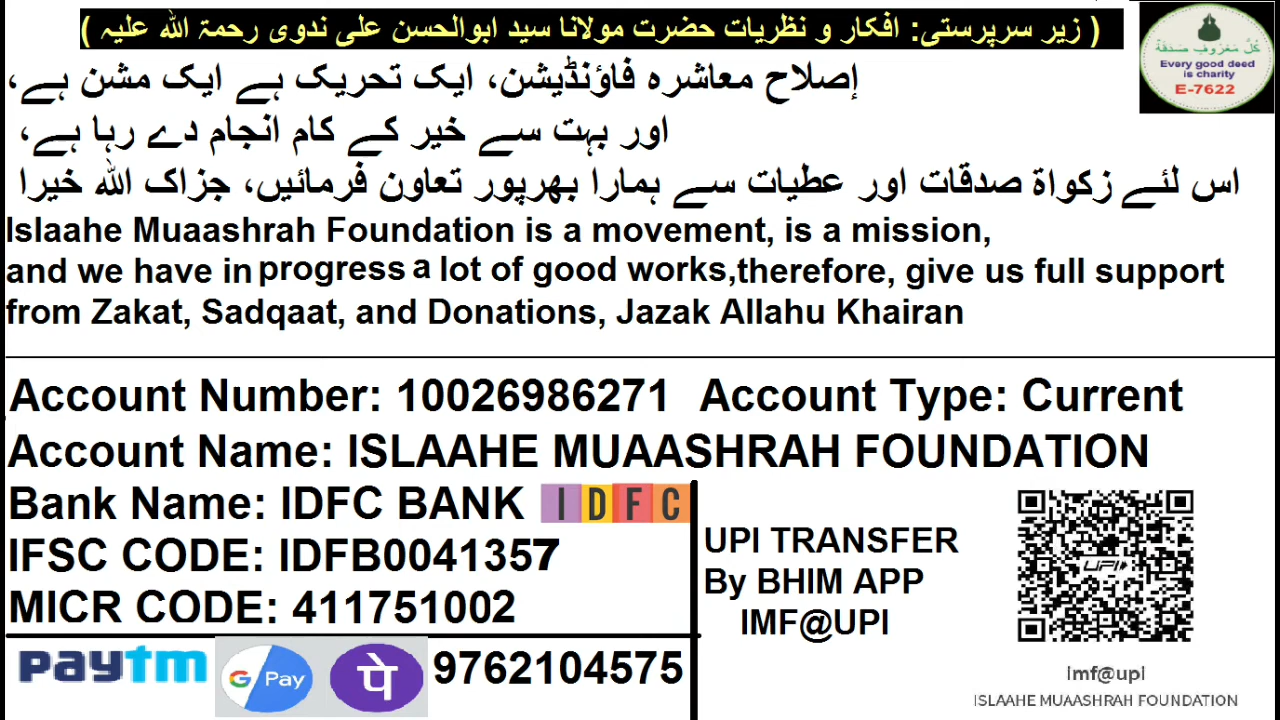 ( زیر سرپرستی: افکار و نظریات حضرت مولانا سید ابوالحسن علی ندوی رحمۃ اللہ علیہ )
كُلُّ مَعْرُوفٍ صَدَقَةٌ
Every good deed
is charity
E-7622
إصلاح معاشرہ فاؤنڈیشن، ایک تحریک ہے ایک مشن ہے،
اور بہت سے خیر کے کام انجام دے رہا ہے،
اس لئے زکواۃ صدقات اور عطیات سے ہمارا بھرپور تعاون فرمائیں، جزاک اللہ خیرا
Islaahe Muaashrah Foundation is a movement, is a mission,
and we have in progress a lot of good works,therefore, give us full support
from Zakat, Sadqaat, and Donations, Jazak Allahu Khairan
Account Number: 10026986271 Account Type: Current
Account Name: ISLAAHE MUAASHRAH FOUNDATION
Bank Name: IDFC BANK IDFC
IFSC CODE: IDFB0041357
MICR CODE: 411751002
UPI TRANSFER
By BHIM APP
IMF@UPI
UPI
paytm G Pay पे 9762104575
imf@upi
ISLAAHE MUAASHRAH FOUNDATION